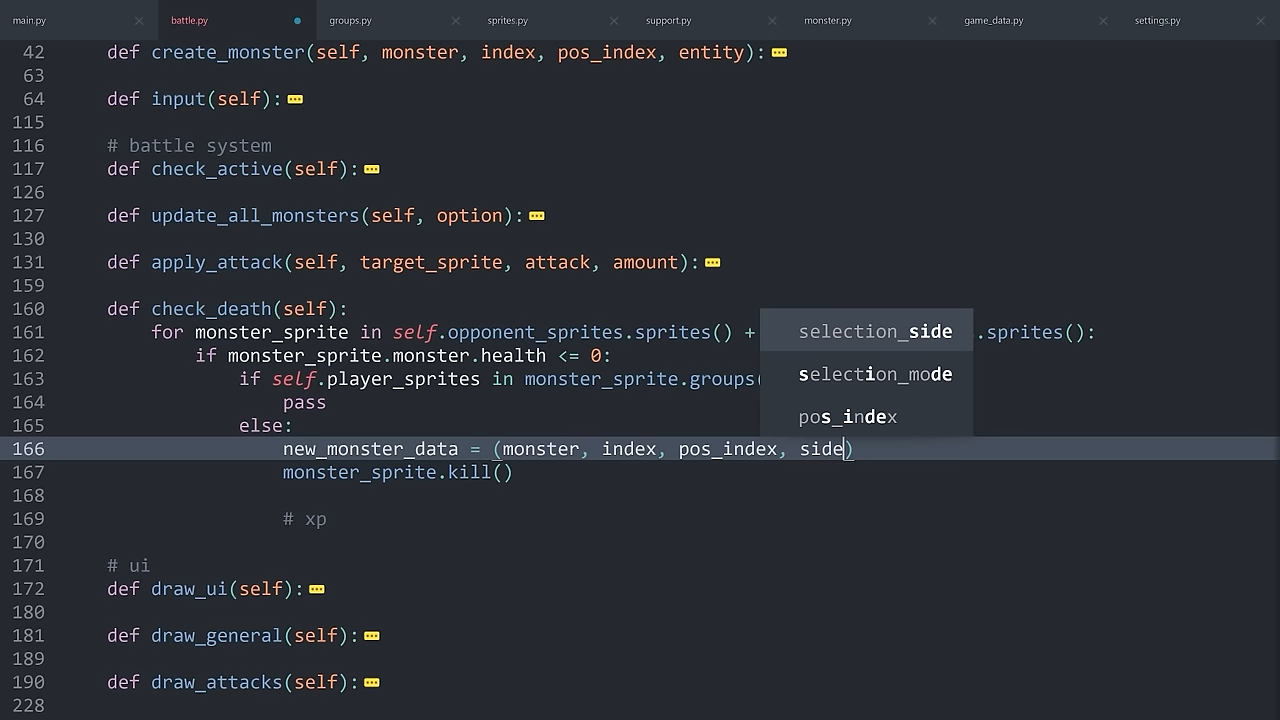 main.py battle.py groups.py sprites.py support.py monster.py game_data.py settings.py
42 def create_monster(self, monster, index, pos_index, entity):
63
64 def input(self):
115
116 # battle system
117 def check_active(self):
126
127 def update_all_monsters(self, option):
130
131 def apply_attack(self, target_sprite, attack, amount):
159
160 def check_death(self):
161 for monster_sprite in self.opponent_sprites.sprites() + .sprites():
selection_side
162 if monster_sprite.monster.health <= 0:
selection_mode
163 if self.player_sprites in monster_sprite.groups(
164 pass
pos_index
165 else:
166 new_monster_data = (monster, index, pos_index, side)
167 monster_sprite.kill()
168
169 # xp
170
171 # ui
172 def draw_ui(self):
180
181 def draw_general(self):
189
190 def draw_attacks(self):
228